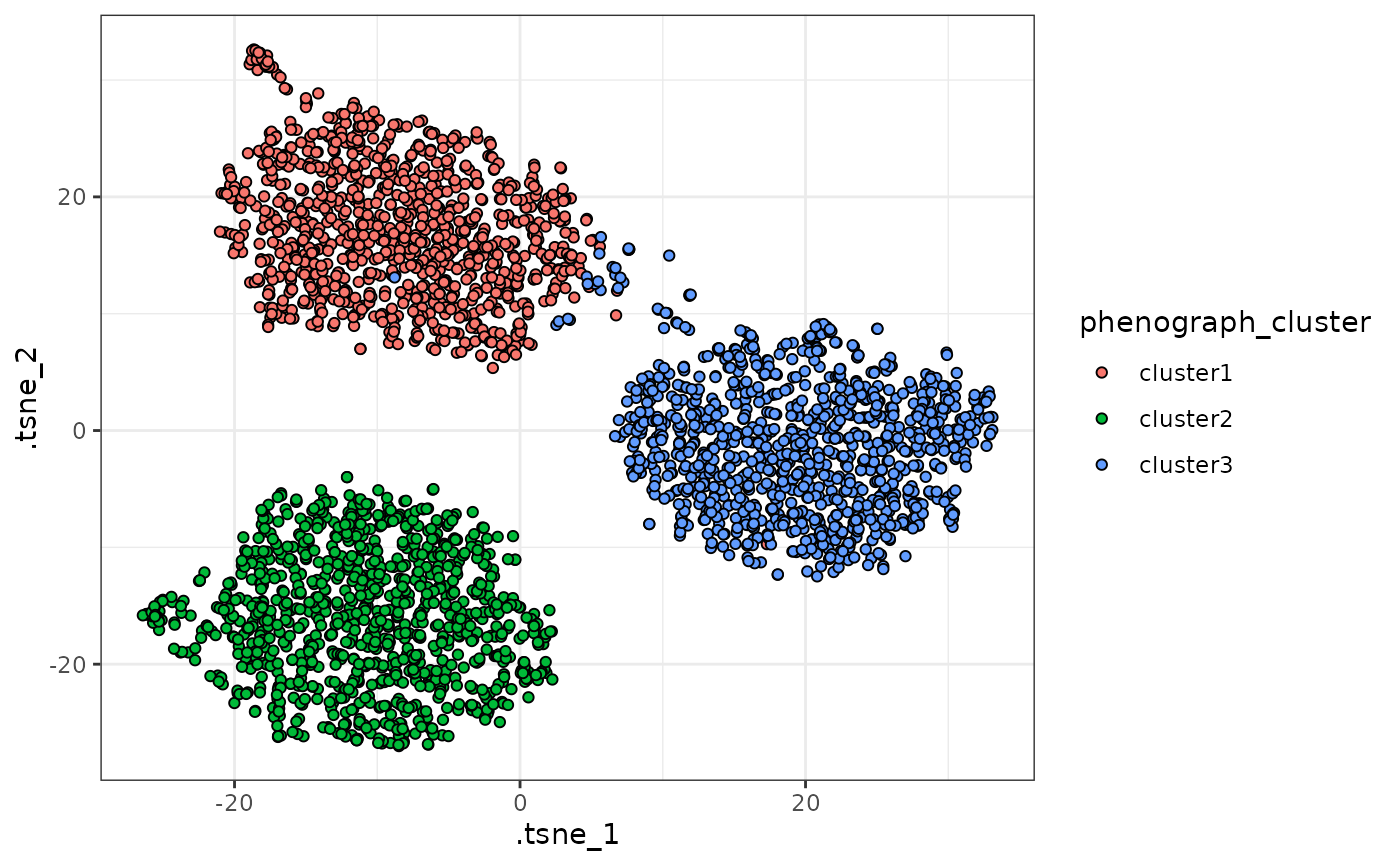 20
0
-20
-20
0
20
.tsne_1
.tsne_2
phenograph_cluster
cluster1
cluster2
cluster3